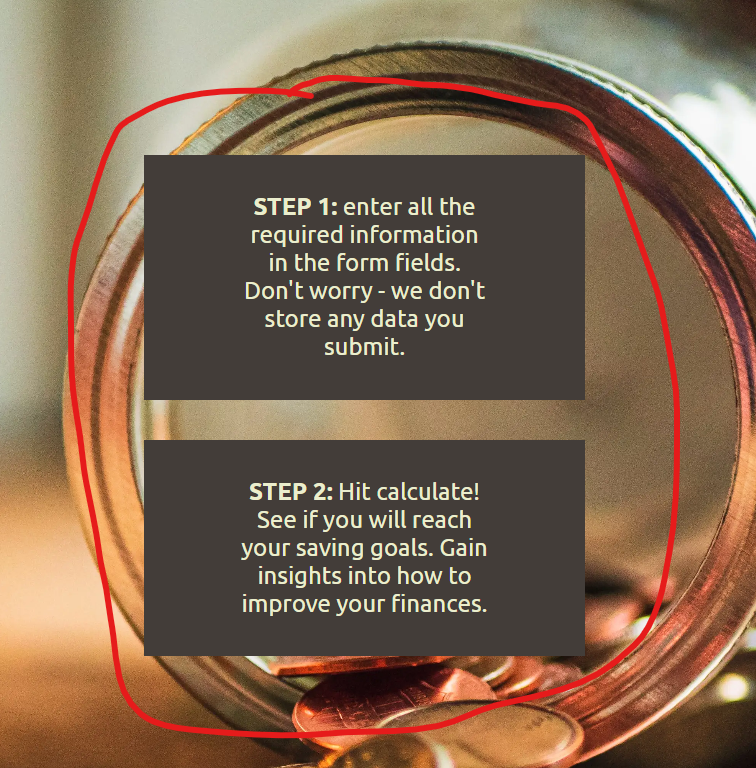 STEP 1: enter all the
required information
in the form fields.
Don't worry - we don't
store any data you
submit.
STEP 2: Hit calculate!
See if you will reach
your saving goals. Gain
insights into how to
improve your finances.